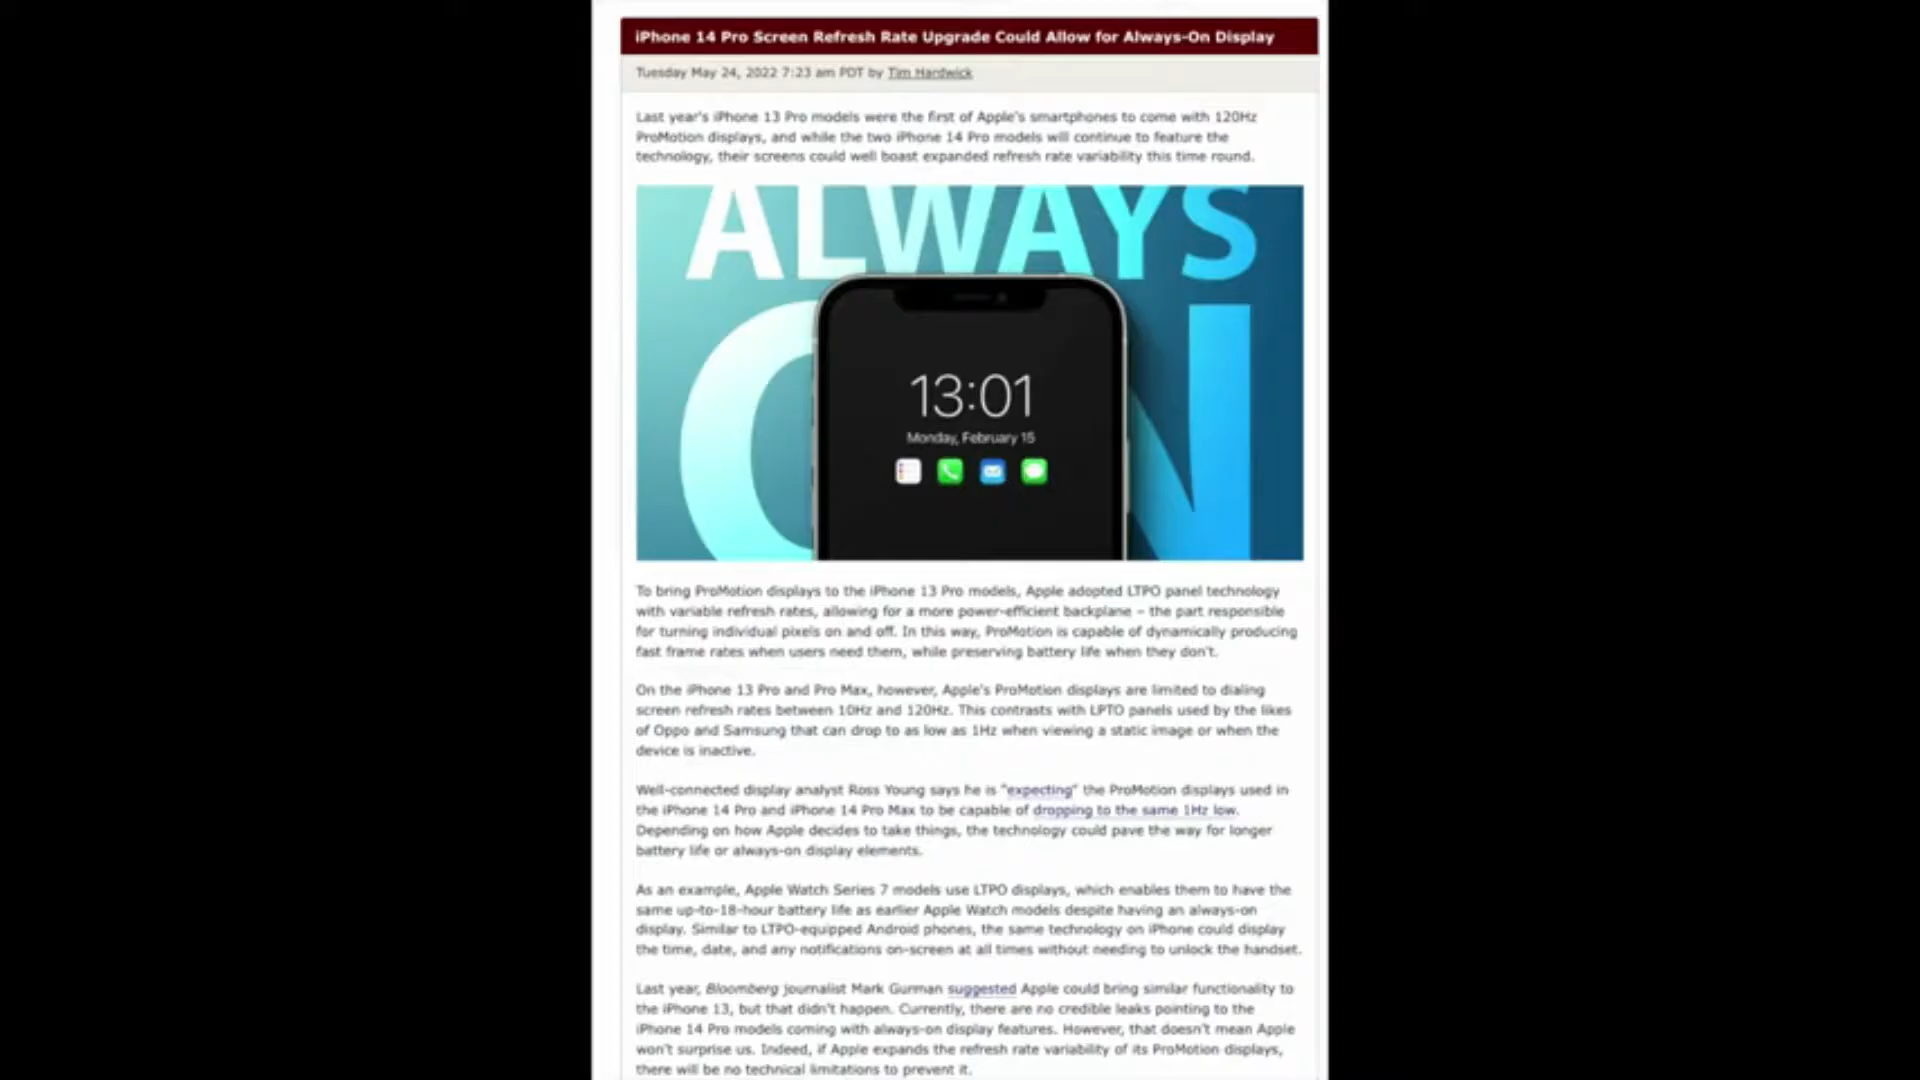 iPhone 14 Pro Screen Refresh Rate Upgrade Could Allow for Always-On Display
Tuesday May 24, 2022 7:23 am PDT by Tim Hardwick
Last year's iPhone 13 Pro models were the first of Apple's smartphones to come with 120Hz
ProMotion displays, and while the two iPhone 14 Pro models will continue to feature the
technology, their screens could well boast expanded refresh rate variability this time round.
ALWAYS
ON
13:01
Monday, February 15
To bring ProMotion displays to the iPhone 13 Pro models, Apple adopted LTPO panel technology
with variable refresh rates, allowing for a more power-efficient backplane – the part responsible
for turning individual pixels on and off. In this way, ProMotion is capable of dynamically producing
fast frame rates when users need them, while preserving battery life when they don't.
On the iPhone 13 Pro and Pro Max, however, Apple's ProMotion displays are limited to dialing
screen refresh rates between 10Hz and 120Hz. This contrasts with LPTO panels used by the likes
of Oppo and Samsung that can drop to as low as 1Hz when viewing a static image or when the
device is inactive.
Well-connected display analyst Ross Young says he is "expecting" the ProMotion displays used in
the iPhone 14 Pro and iPhone 14 Pro Max to be capable of dropping to the same 1Hz low.
Depending on how Apple decides to take things, the technology could pave the way for longer
battery life or always-on display elements.
As an example, Apple Watch Series 7 models use LTPO displays, which enables them to have the
same up-to-18-hour battery life as earlier Apple Watch models despite having an always-on
display. Similar to LTPO-equipped Android phones, the same technology on iPhone could display
the time, date, and any notifications on-screen at all times without needing to unlock the handset.
Last year, Bloomberg journalist Mark Gurman suggested Apple could bring similar functionality to
the iPhone 13, but that didn't happen. Currently, there are no credible leaks pointing to the
iPhone 14 Pro models coming with always-on display features. However, that doesn't mean Apple
won't surprise us. Indeed, if Apple expands the refresh rate variability of its ProMotion displays,
there will be no technical limitations to prevent it.